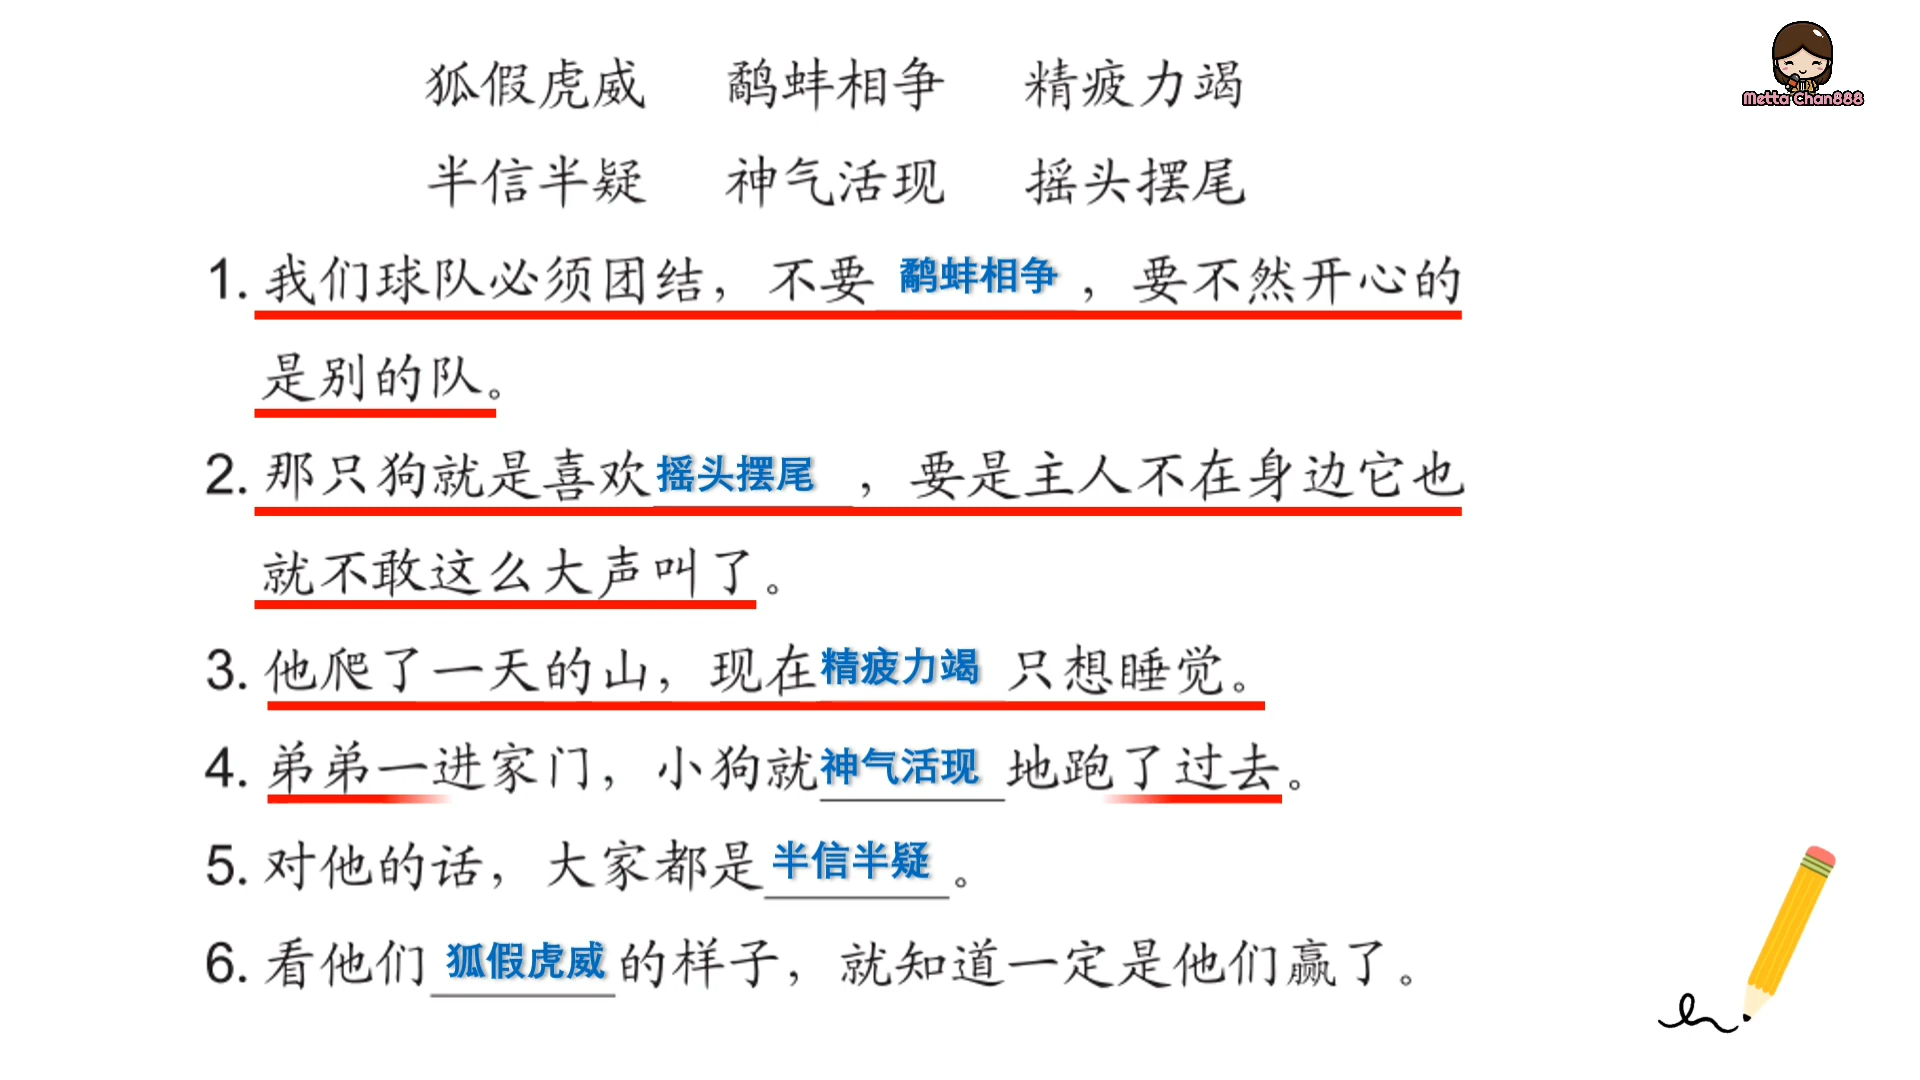 Metta Chan888
狐假虎威 鹬蚌相争 精疲力竭
半信半疑 神气活现 摇头摆尾
1. 我们球队必须团结，不要 鹬蚌相争 ，要不然开心的
是别的队。
2. 那只狗就是喜欢 摇头摆尾 ，要是主人不在身边它也
就不敢这么大声叫了。
3. 他爬了一天的山，现在 精疲力竭 只想睡觉。
4. 弟弟一进家门，小狗就 神气活现 地跑了过去。
5. 对他的话，大家都是 半信半疑 。
6. 看他们 狐假虎威 的样子，就知道一定是他们赢了。